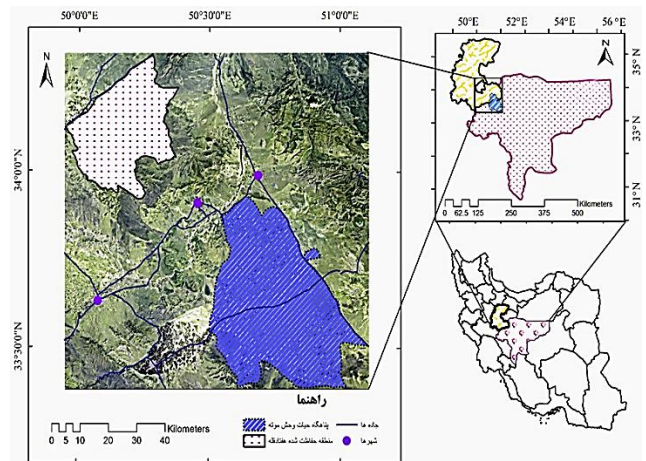 50°0'0" 50°30'0" 51°0'0"
N
34°0'0"N
33°30'0"N
راهنما
Kilometers
0 5 10 20 30 40
پناهگاه حیات وحش موته
جاده ها
منطقه حفاظت شده هفتادقله
شهرها
50°E 52°E 54°E 56°E
N
35°N
33°N
31°N
Kilometers
0 62.5 125 250 375 500